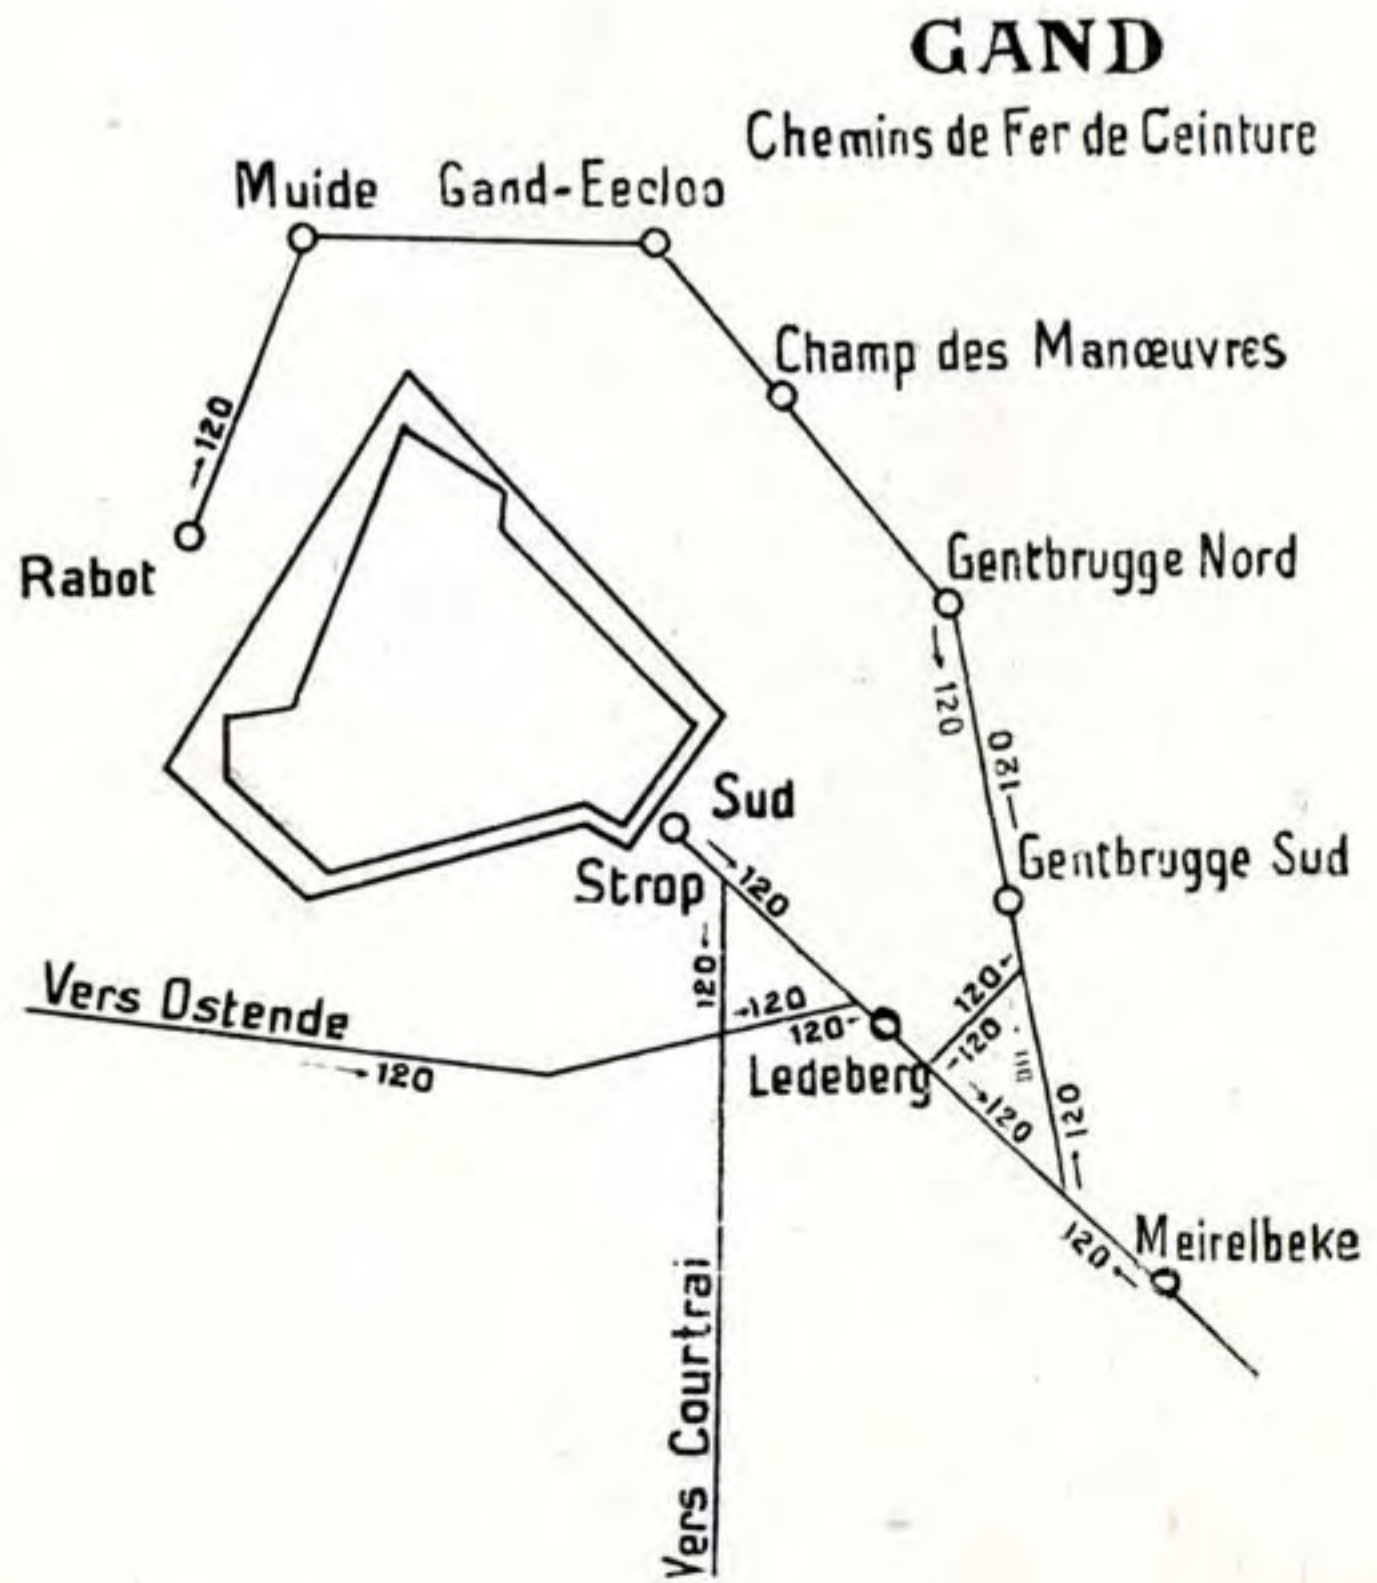 GAND
Chemins de Fer de Ceinture
Muide
Gand-Eecloo
Champ des Manœuvres
→120
Rabot
Gentbrugge Nord
→120
120
Sud
Gentbrugge Sud
→120
Strop
120←
120←
Vers Ostende
→120
120
120
→120
Ledeberg
→120
120
120←
Meirelbeke
Vers Courtrai